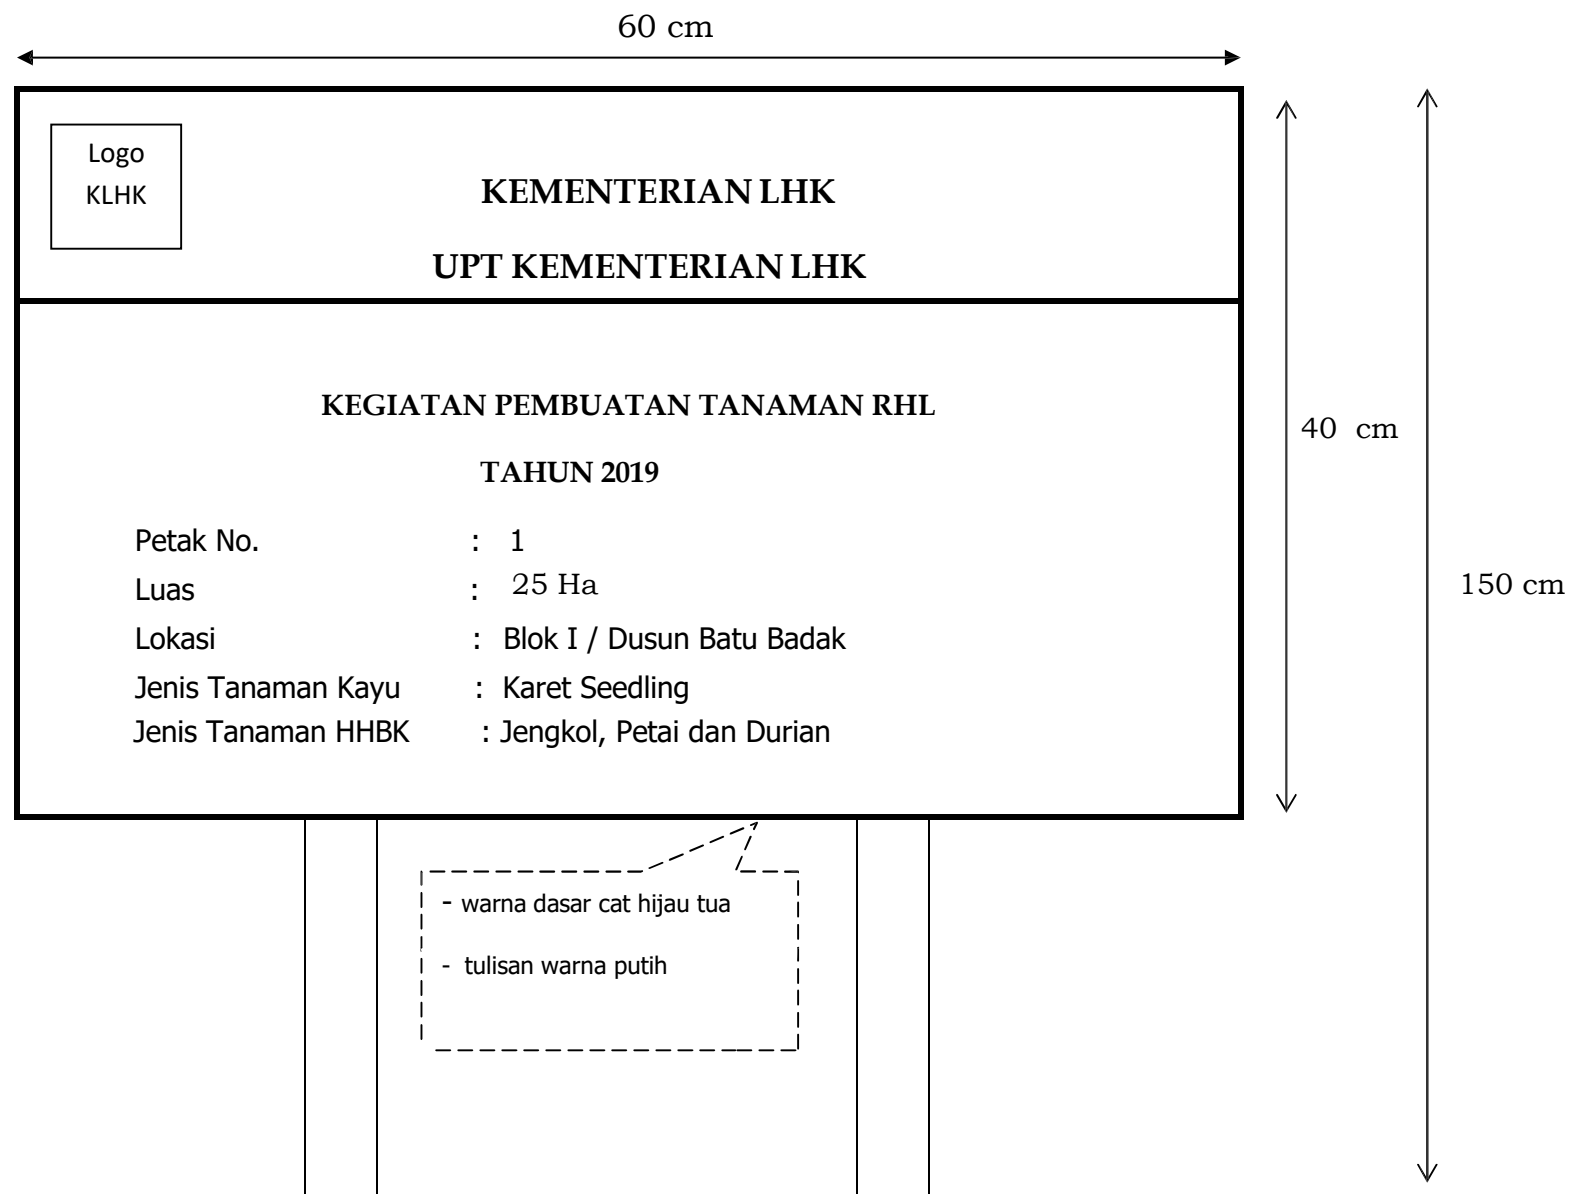 60 cm
Logo
KLHK
KEMENTERIAN LHK
UPT KEMENTERIAN LHK
KEGIATAN PEMBUATAN TANAMAN RHL
TAHUN 2019
Petak No. : 1
Luas : 25 Ha
Lokasi : Blok I / Dusun Batu Badak
Jenis Tanaman Kayu : Karet Seedling
Jenis Tanaman HHBK : Jengkol, Petai dan Durian
40 cm
150 cm
- warna dasar cat hijau tua
- tulisan warna putih